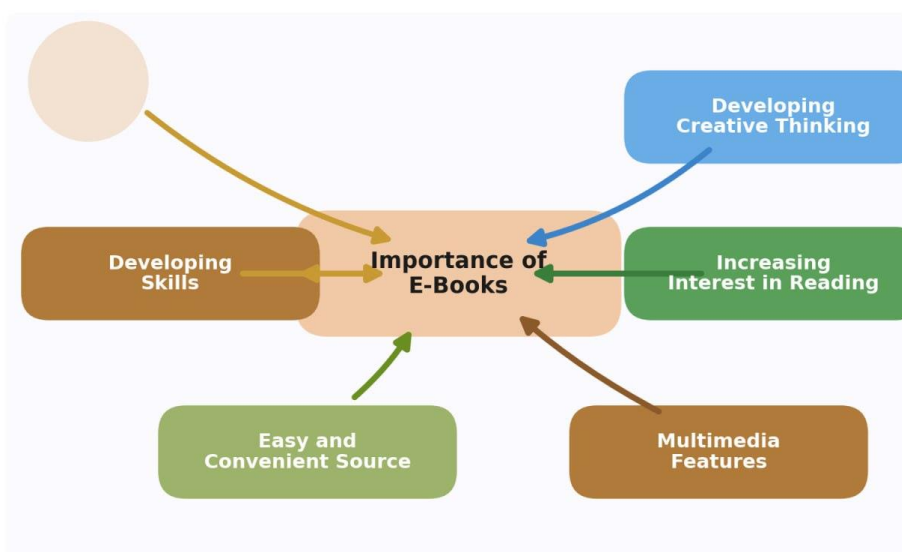 Developing
Creative Thinking
Importance of
E-Books
Developing
Skills
Increasing
Interest in Reading
Easy and
Convenient Source
Multimedia
Features